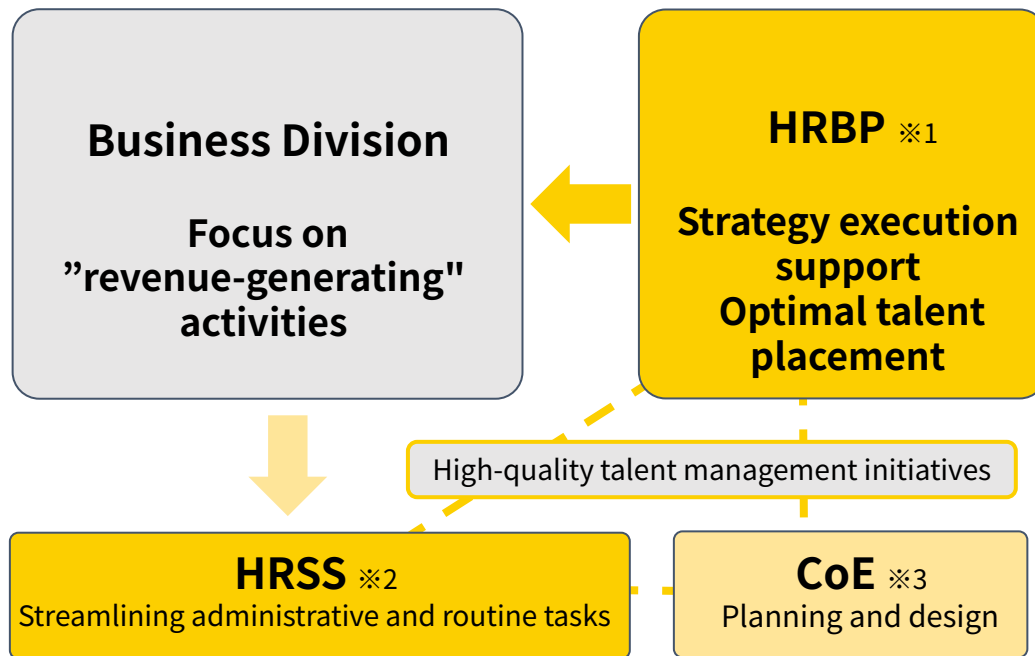 Business Division
Focus on
”revenue-generating"
activities
HRBP ※1
Strategy execution
support
Optimal talent
placement
High-quality talent management initiatives
HRSS ※2
Streamlining administrative and routine tasks
CoE ※3
Planning and design